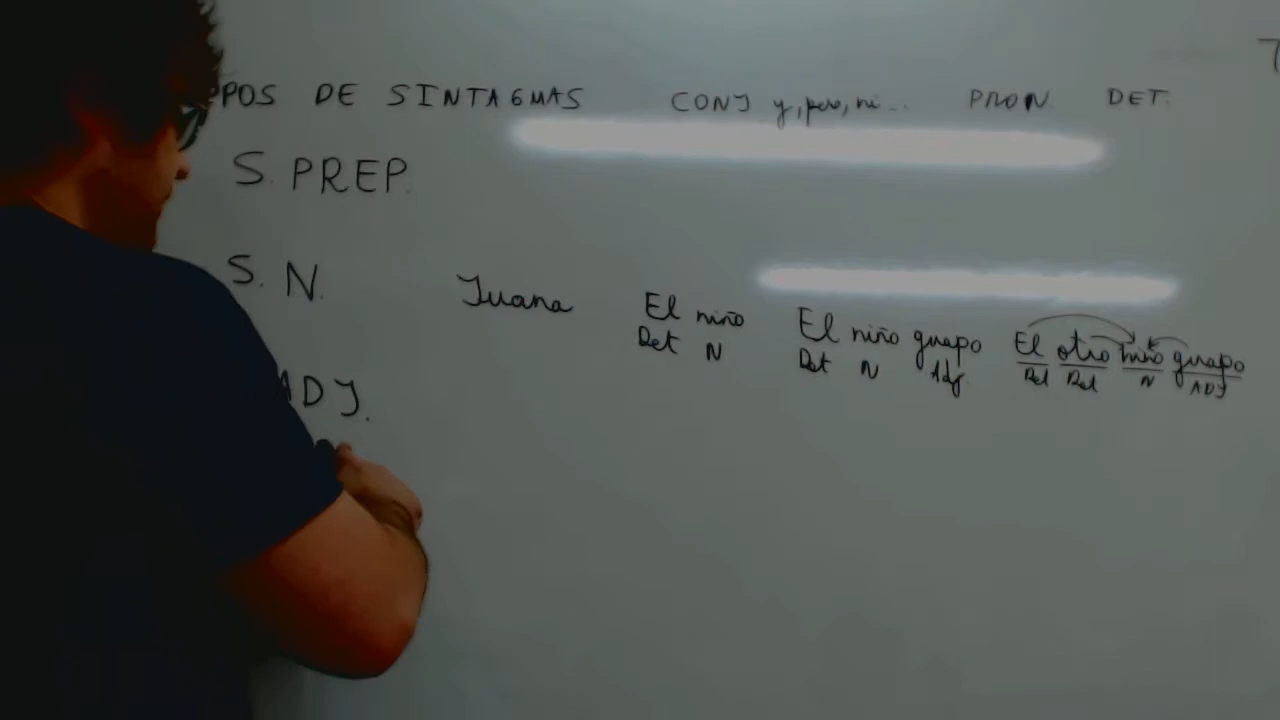 POS DE SINTAGMAS CONJ y, pero, ni... PRON. DET.
S. PREP.
S. N. Juana El niño El niño guapo El otro niño guapo
Det N Det N Adj Det Det N ADJ
ADJ.